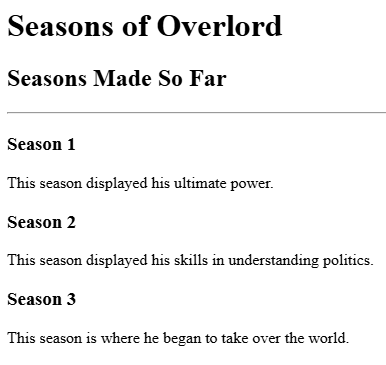 Seasons of Overlord
Seasons Made So Far
Season 1
This season displayed his ultimate power.
Season 2
This season displayed his skills in understanding politics.
Season 3
This season is where he began to take over the world.